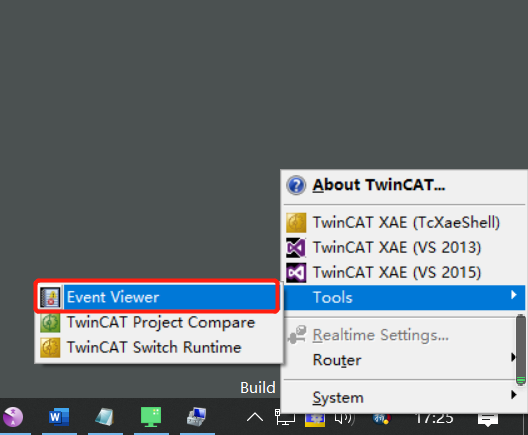 About TwinCAT...
TwinCAT XAE (TcXaeShell)
TwinCAT XAE (VS 2013)
TwinCAT XAE (VS 2015)
Tools
Event Viewer
TwinCAT Project Compare
TwinCAT Switch Runtime
Realtime Settings...
Router
System
Build
17:25